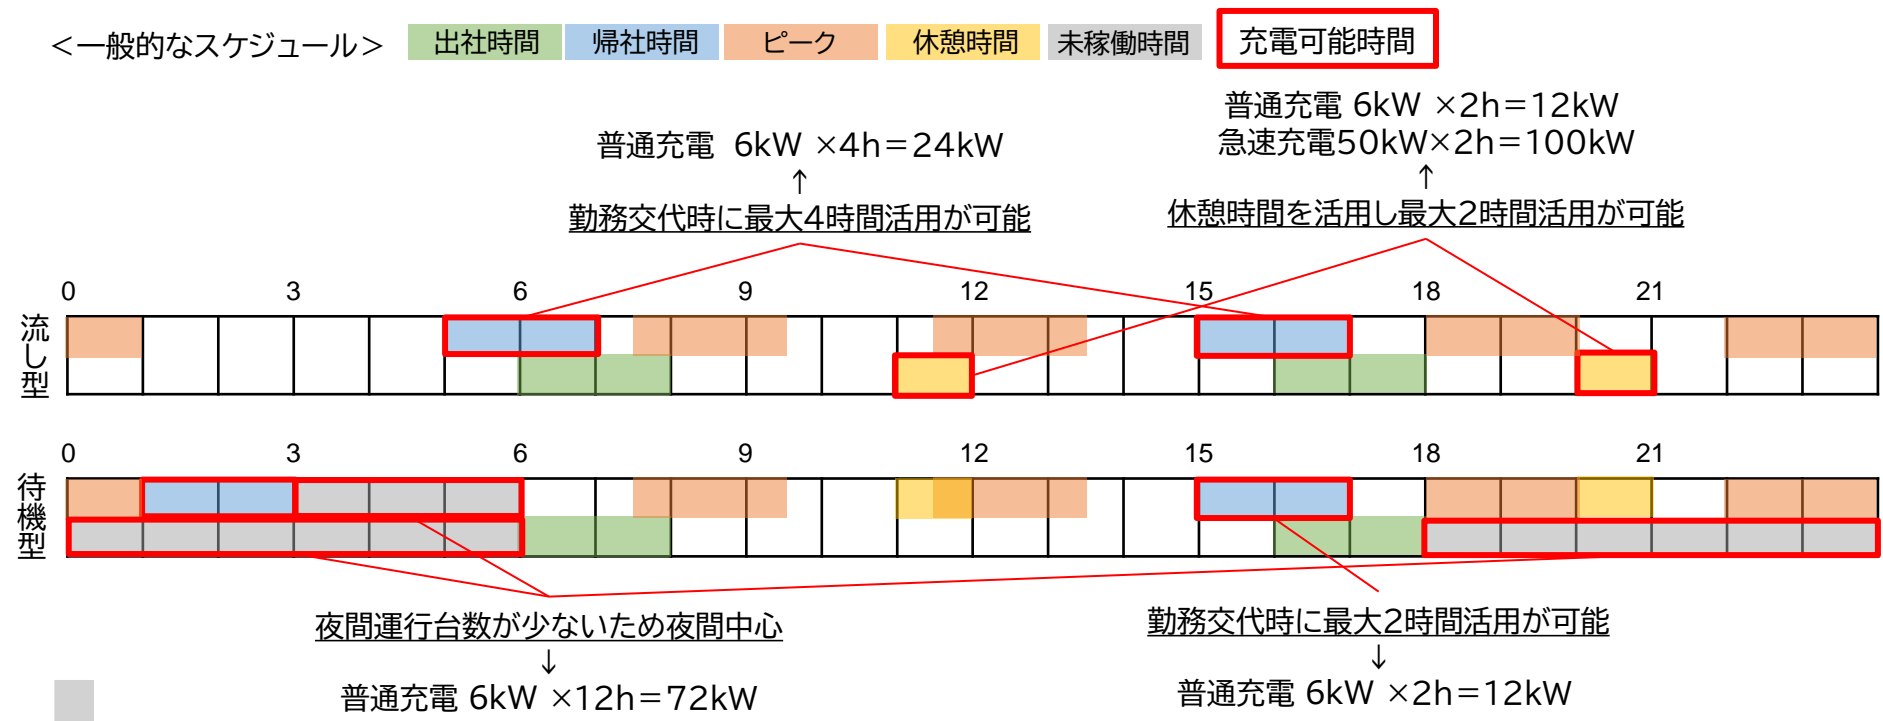 ＜一般的なスケジュール＞ 出社時間 帰社時間 ピーク 休憩時間 未稼働時間 充電可能時間
普通充電 6kW ×4h＝24kW
↑
勤務交代時に最大4時間活用が可能
普通充電 6kW ×2h＝12kW
急速充電50kW×2h＝100kW
↑
休憩時間を活用し最大2時間活用が可能
0 3 6 9 12 15 18 21
流し型
0 3 6 9 12 15 18 21
待機型
夜間運行台数が少ないため夜間中心
↓
普通充電 6kW ×12h＝72kW
勤務交代時に最大2時間活用が可能
↓
普通充電 6kW ×2h＝12kW